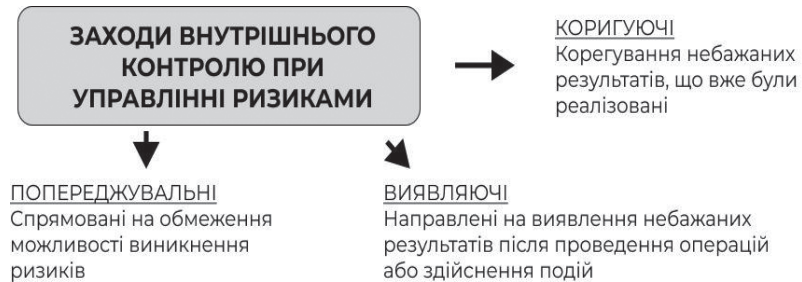 ЗАХОДИ ВНУТРІШНЬОГО
КОНТРОЛЮ ПРИ
УПРАВЛІННІ РИЗИКАМИ
КОРИГУЮЧІ
Корегування небажаних
результатів, що вже були
реалізовані
ПОПЕРЕДЖУВАЛЬНІ
Спрямовані на обмеження
можливості виникнення
ризиків
ВИЯВЛЯЮЧІ
Направлені на виявлення небажаних
результатів після проведення операцій
або здійснення подій